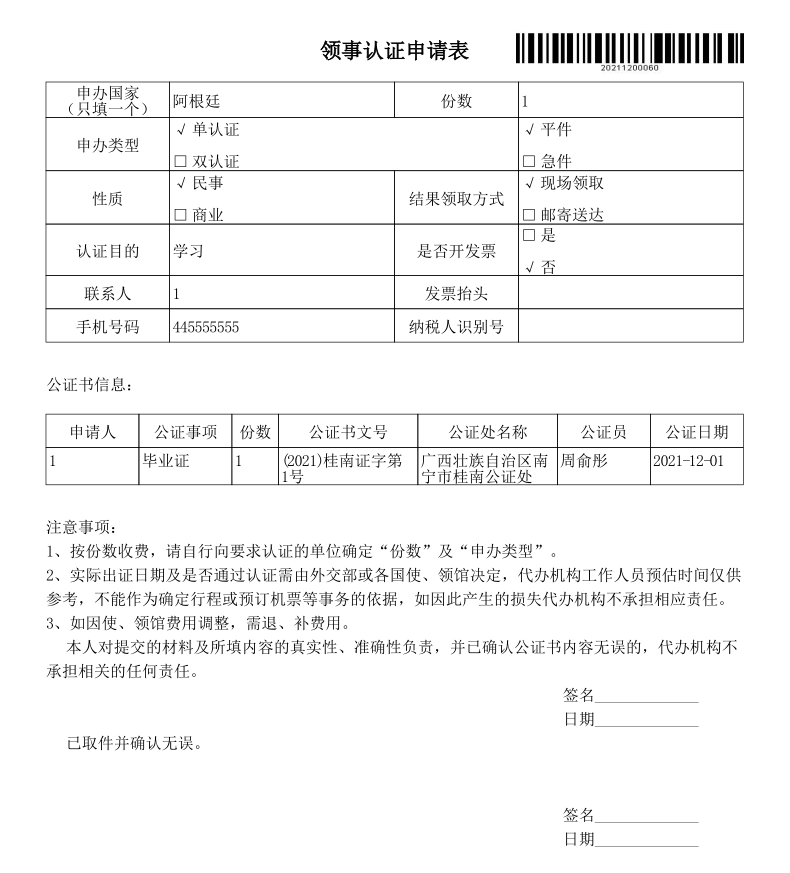 领事认证申请表
20211200060
申办国家
（只填一个）
阿根廷
份数
1
申办类型
√ 单认证
□ 双认证
√ 平件
□ 急件
性质
√ 民事
□ 商业
结果领取方式
√ 现场领取
□ 邮寄送达
认证目的
学习
是否开发票
□ 是
√ 否
联系人
1
发票抬头
手机号码
445555555
纳税人识别号
公证书信息：
申请人 公证事项 份数 公证书文号 公证处名称 公证员 公证日期
1 毕业证 1 (2021)桂南证字第 广西壮族自治区南 周俞彤 2021-12-01
1号 宁市桂南公证处
注意事项：
1、按份数收费，请自行向要求认证的单位确定“份数”及“申办类型”。
2、实际出证日期及是否通过认证需由外交部或各国使、领馆决定，代办机构工作人员预估时间仅供
参考，不能作为确定行程或预订机票等事务的依据，如因此产生的损失代办机构不承担相应责任。
3、如因使、领馆费用调整，需退、补费用。
本人对提交的材料及所填内容的真实性、准确性负责，并已确认公证书内容无误的，代办机构不
承担相关的任何责任。
签名_____________
日期_____________
已取件并确认无误。
签名_____________
日期_____________